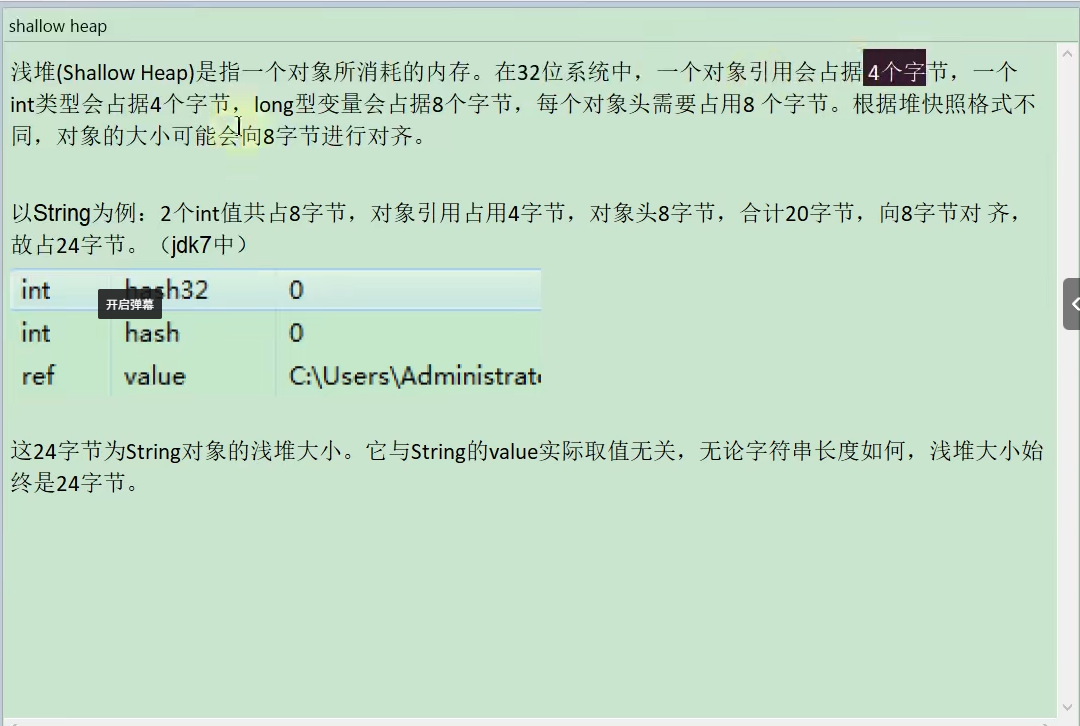 shallow heap
浅堆(Shallow Heap)是指一个对象所消耗的内存。在32位系统中，一个对象引用会占据4个字节，一个
int类型会占据4个字节，long型变量会占据8个字节，每个对象头需要占用8 个字节。根据堆快照格式不
同，对象的大小可能会向8字节进行对齐。
以String为例：2个int值共占8字节，对象引用占用4字节，对象头8字节，合计20字节，向8字节对 齐，
故占24字节。（jdk7中）
int hash32 0
开启弹幕
int hash 0
ref value C:\Users\Administrat
这24字节为String对象的浅堆大小。它与String的value实际取值无关，无论字符串长度如何，浅堆大小始
终是24字节。